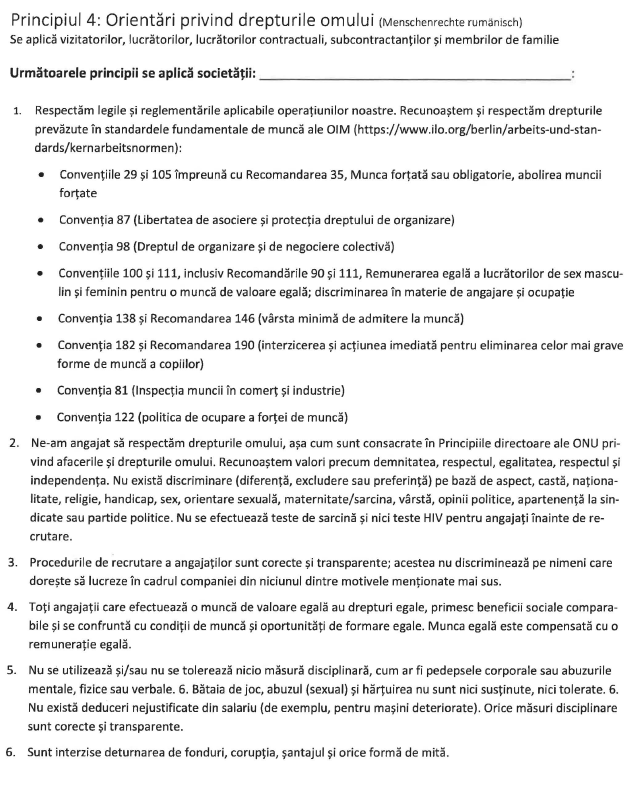 Principiul 4: Orientări privind drepturile omului (Menschenrechte rumänisch)
Se aplică vizitatorilor, lucrătorilor, lucrătorilor contractuali, subcontractanților și membrilor de familie
Următoarele principii se aplică societății: ______________________________:
1. Respectăm legile și reglementările aplicabile operațiunilor noastre. Recunoaștem și respectăm drepturile
prevăzute în standardele fundamentale de muncă ale OIM (https://www.ilo.org/berlin/arbeits-und-stan-
dards/kernarbeitsnormen):
• Convențiile 29 și 105 împreună cu Recomandarea 35, Munca forțată sau obligatorie, abolirea muncii
forțate
• Convenția 87 (Libertatea de asociere și protecția dreptului de organizare)
• Convenția 98 (Dreptul de organizare și de negociere colectivă)
• Convențiile 100 și 111, inclusiv Recomandările 90 și 111, Remunerarea egală a lucrătorilor de sex mascu-
lin și feminin pentru o muncă de valoare egală; discriminarea în materie de angajare și ocupație
• Convenția 138 și Recomandarea 146 (vârsta minimă de admitere la muncă)
• Convenția 182 și Recomandarea 190 (interzicerea și acțiunea imediată pentru eliminarea celor mai grave
forme de muncă a copiilor)
• Convenția 81 (Inspecția muncii în comerț și industrie)
• Convenția 122 (politica de ocupare a forței de muncă)
2. Ne-am angajat să respectăm drepturile omului, așa cum sunt consacrate în Principiile directoare ale ONU pri-
vind afacerile și drepturile omului. Recunoaștem valori precum demnitatea, respectul, egalitatea, respectul și
independența. Nu există discriminare (diferență, excludere sau preferință) pe bază de aspect, castă, naționa-
litate, religie, handicap, sex, orientare sexuală, maternitate/sarcina, vârstă, opinii politice, apartenență la sin-
dicate sau partide politice. Nu se efectuează teste de sarcină și nici teste HIV pentru angajați înainte de re-
crutare.
3. Procedurile de recrutare a angajaților sunt corecte și transparente; acestea nu discriminează pe nimeni care
dorește să lucreze în cadrul companiei din niciunul dintre motivele menționate mai sus.
4. Toți angajații care efectuează o muncă de valoare egală au drepturi egale, primesc beneficii sociale compara-
bile și se confruntă cu condiții de muncă și oportunități de formare egale. Munca egală este compensată cu o
remunerație egală.
5. Nu se utilizează și/sau nu se tolerează nicio măsură disciplinară, cum ar fi pedepsele corporale sau abuzurile
mentale, fizice sau verbale. 6. Bătaia de joc, abuzul (sexual) și hărțuirea nu sunt nici susținute, nici tolerate. 6.
Nu există deduceri nejustificate din salariu (de exemplu, pentru mașini deteriorate). Orice măsuri disciplinare
sunt corecte și transparente.
6. Sunt interzise deturnarea de fonduri, corupția, șantajul și orice formă de mită.